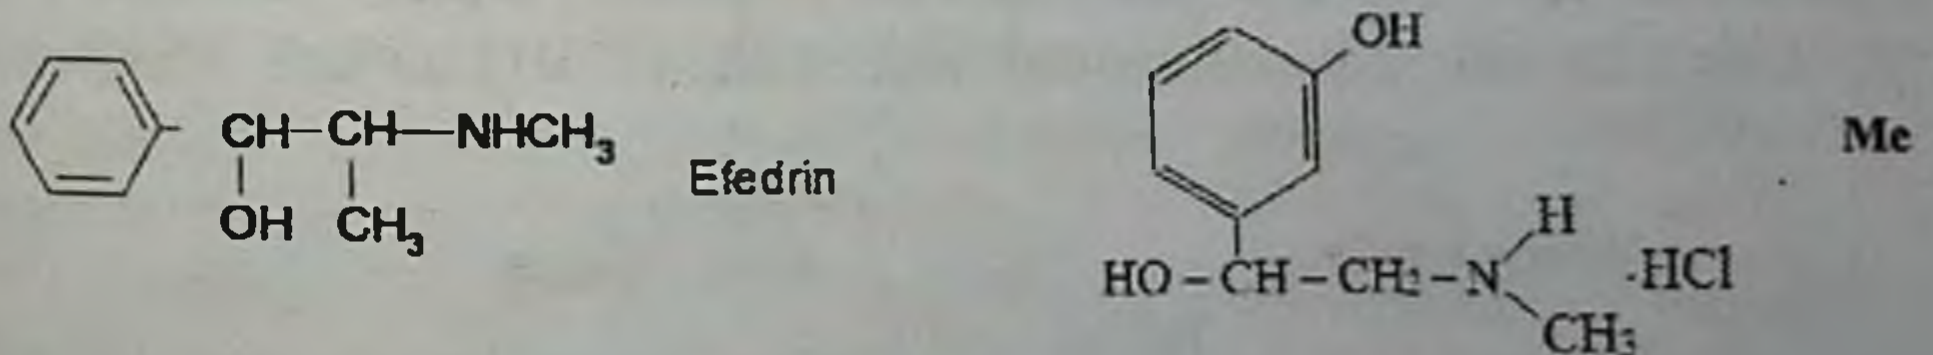 OH
CH–CH–NHCH3
Me
Efedrin
H
OH CH3
HO–CH–CH2–N .HCl
CH3